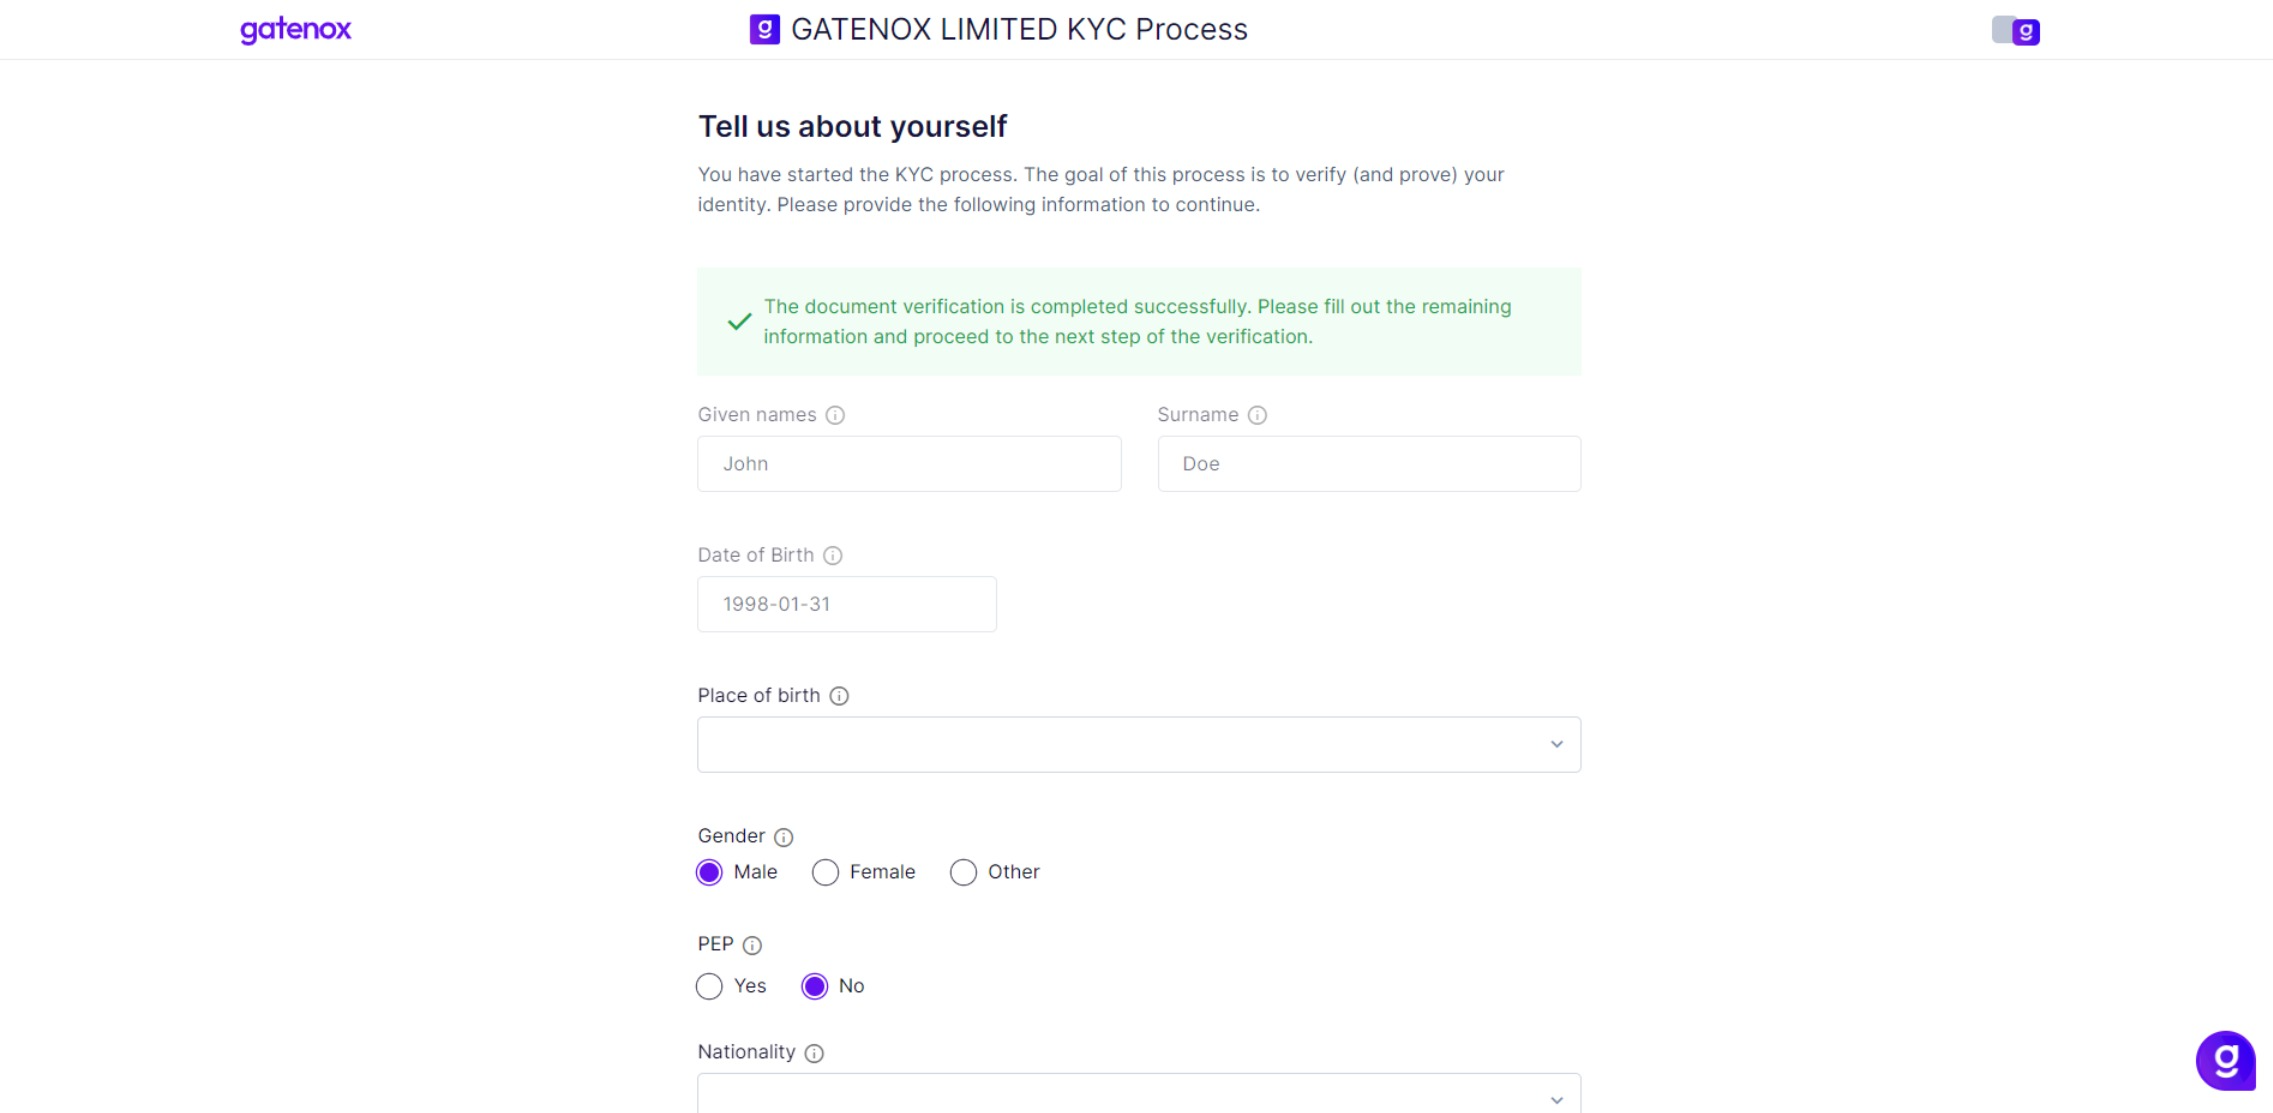 gatenox
g GATENOX LIMITED KYC Process
g
Tell us about yourself
You have started the KYC process. The goal of this process is to verify (and prove) your
identity. Please provide the following information to continue.
The document verification is completed successfully. Please fill out the remaining
information and proceed to the next step of the verification.
Given names
Surname
John
Doe
Date of Birth
1998-01-31
Place of birth
Gender
Male Female Other
PEP
Yes No
Nationality
g